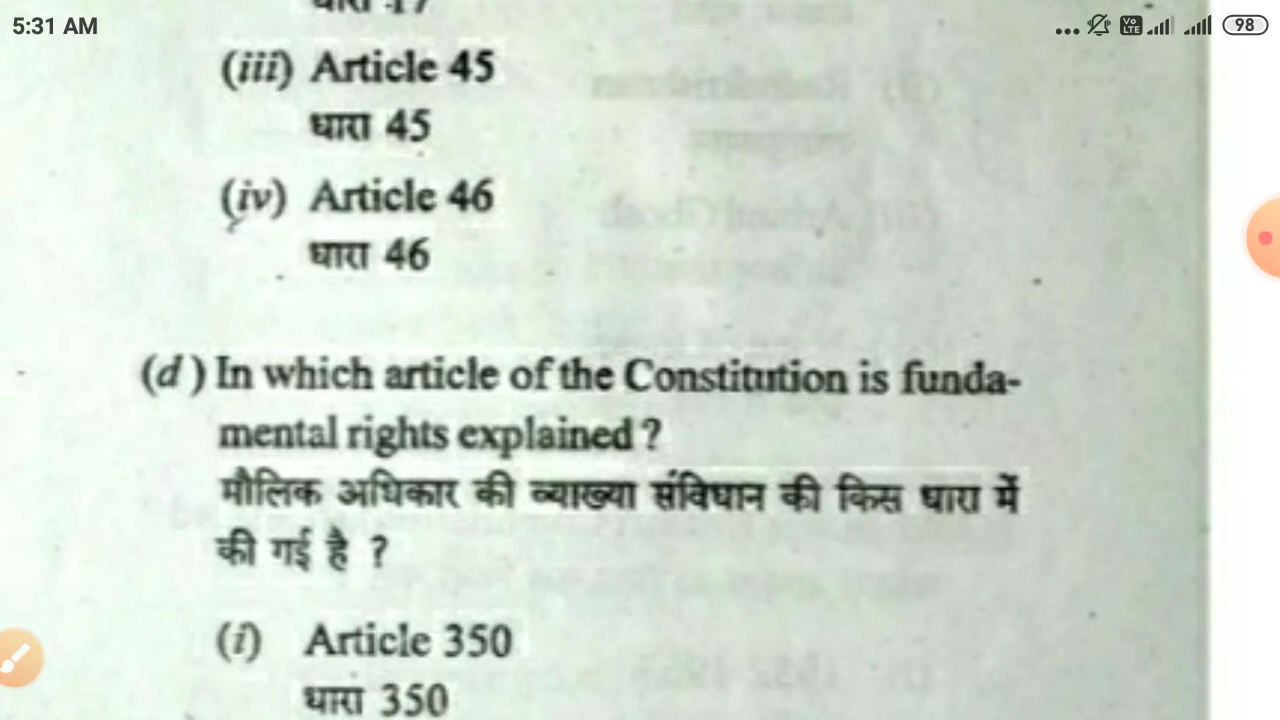 5:31 AM
98
(iii) Article 45
धारा 45
(iv) Article 46
धारा 46
(d) In which article of the Constitution is funda-
mental rights explained ?
मौलिक अधिकार की व्याख्या संविधान की किस धारा में
की गई है ?
(i) Article 350
धारा 350